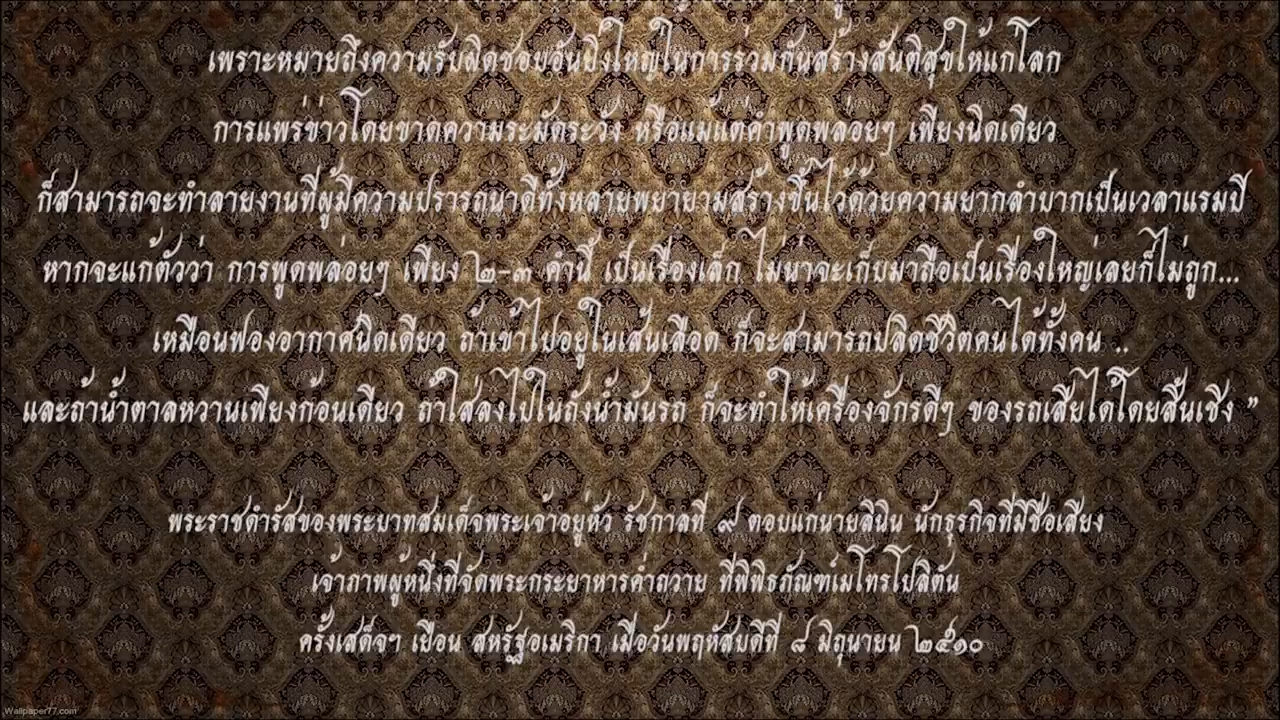 เพราะหมายถึงความรับผิดชอบอันยิ่งใหญ่ในการร่วมกันสร้างสันติสุขให้แก่โลก
การแพร่ข่าวโดยขาดความระมัดระวัง หรือแม้แต่คำพูดพล่อยๆ เพียงนิดเดียว
ก็สามารถจะทำลายงานที่ผู้มีความปรารถนาดีทั้งหลายพยายามสร้างขึ้นไว้ด้วยความยากลำบากเป็นเวลาแรมปี
หากจะแก้ตัวว่า การพูดพล่อยๆ เพียง ๒-๓ คำนี้ เป็นเรื่องเล็ก ไม่น่าจะเก็บมาถือเป็นเรื่องใหญ่เลยก็ไม่ถูก...
เหมือนฟองอากาศนิดเดียว ถ้าเข้าไปอยู่ในเส้นเลือด ก็จะสามารถปลิดชีวิตคนได้ทั้งคน ..
และถ้าน้ำตาลหวานเพียงก้อนเดียว ถ้าใส่ลงไปในถังน้ำมันรถ ก็จะทำให้เครื่องจักรดีๆ ของรถเสียได้โดยสิ้นเชิง ”
พระราชดำรัสของพระบาทสมเด็จพระเจ้าอยู่หัว รัชกาลที่ ๙ ตอบแก่นายลินิน นักธุรกิจที่มีชื่อเสียง
เจ้าภาพผู้หนึ่งที่จัดพระกระยาหารค่ำถวาย ที่พิพิธภัณฑ์เมโทรโปลิตัน
ครั้งเสด็จฯ เยือน สหรัฐอเมริกา เมื่อวันพฤหัสบดีที่ ๘ มิถุนายน ๒๕๑๐
Wallpaper77.com